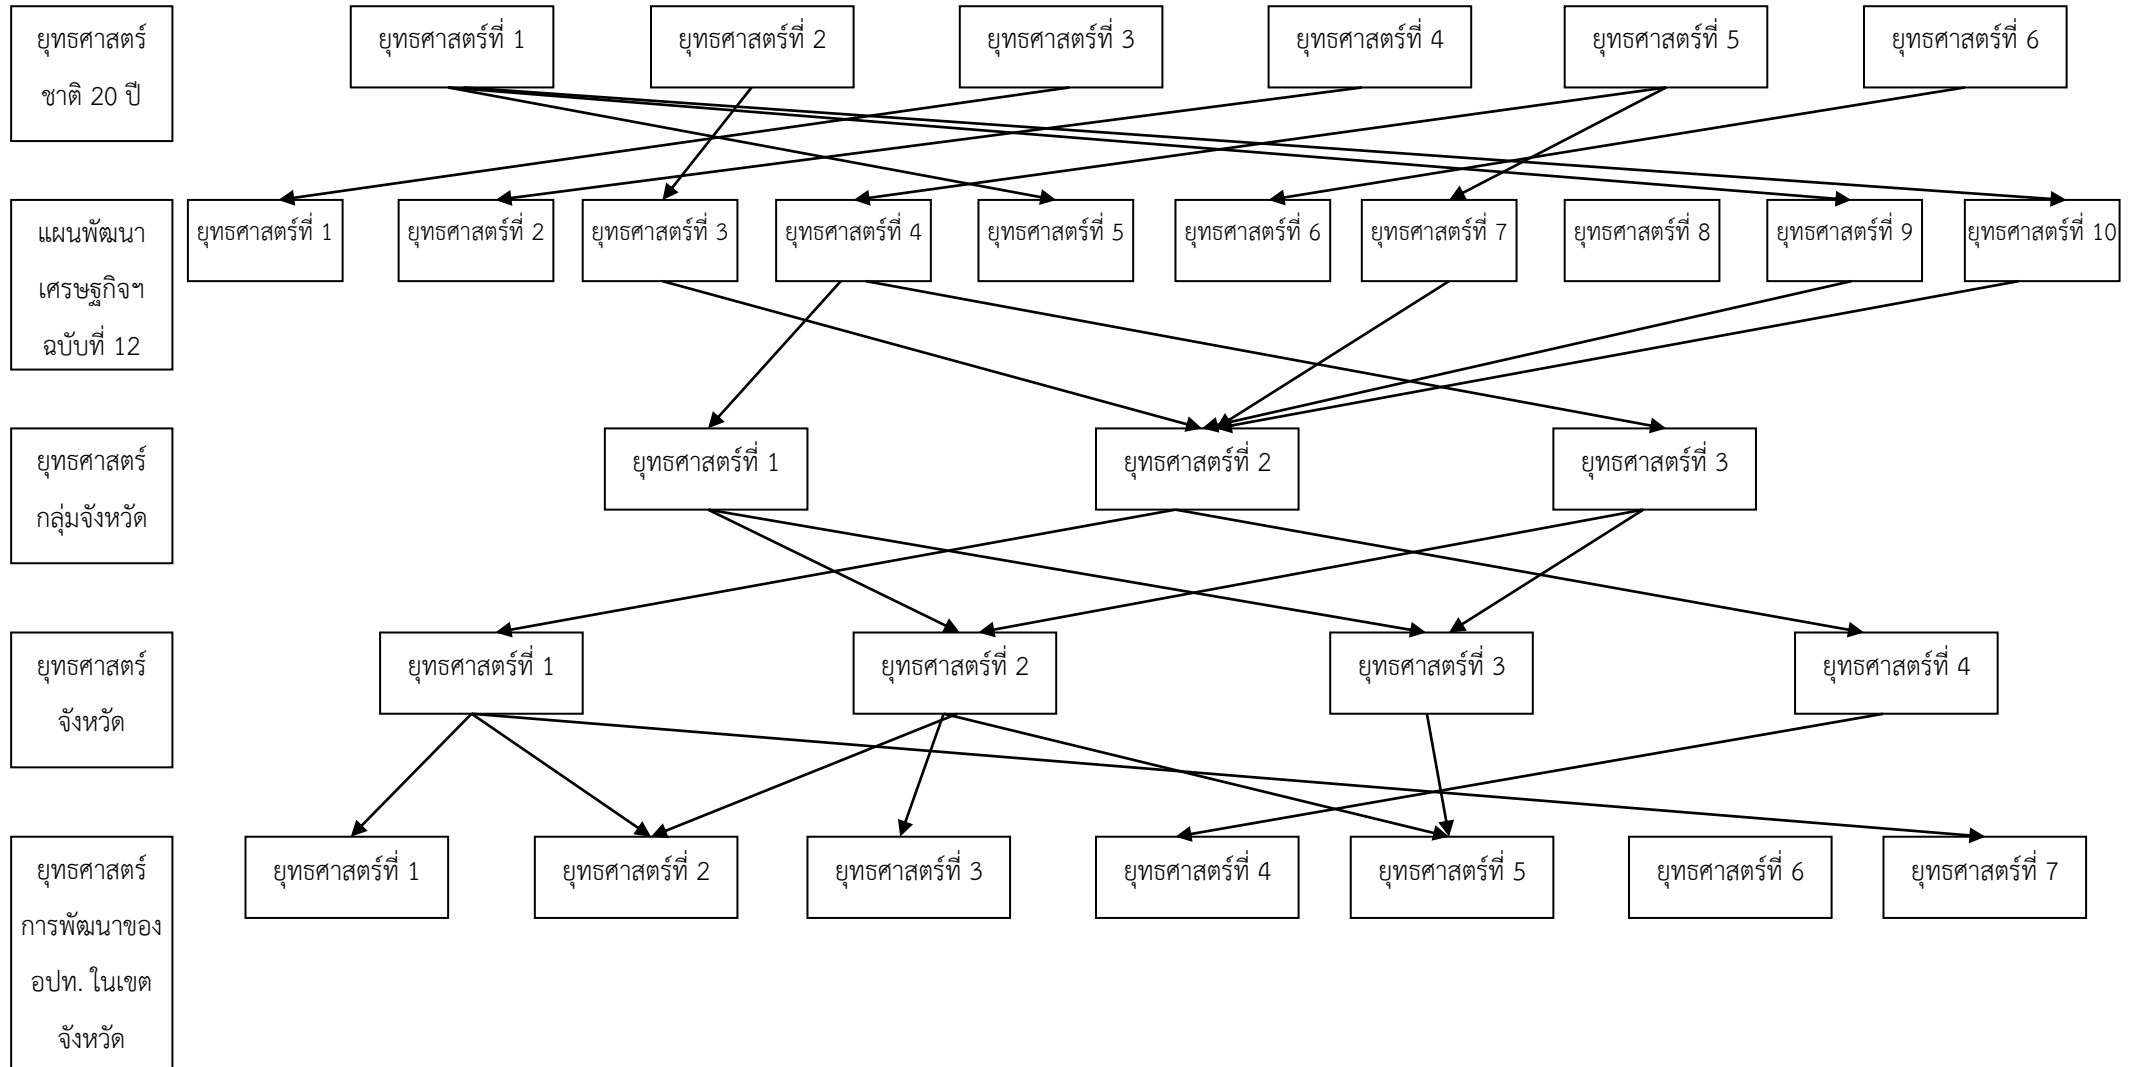 ยุทธศาสตร์
ชาติ 20 ปี
ยุทธศาสตร์ที่ 1
ยุทธศาสตร์ที่ 2
ยุทธศาสตร์ที่ 3
ยุทธศาสตร์ที่ 4
ยุทธศาสตร์ที่ 5
ยุทธศาสตร์ที่ 6
แผนพัฒนา
เศรษฐกิจฯ
ฉบับที่ 12
ยุทธศาสตร์ที่ 1
ยุทธศาสตร์ที่ 2
ยุทธศาสตร์ที่ 3
ยุทธศาสตร์ที่ 4
ยุทธศาสตร์ที่ 5
ยุทธศาสตร์ที่ 6
ยุทธศาสตร์ที่ 7
ยุทธศาสตร์ที่ 8
ยุทธศาสตร์ที่ 9
ยุทธศาสตร์ที่ 10
ยุทธศาสตร์
กลุ่มจังหวัด
ยุทธศาสตร์ที่ 1
ยุทธศาสตร์ที่ 2
ยุทธศาสตร์ที่ 3
ยุทธศาสตร์
จังหวัด
ยุทธศาสตร์ที่ 1
ยุทธศาสตร์ที่ 2
ยุทธศาสตร์ที่ 3
ยุทธศาสตร์ที่ 4
ยุทธศาสตร์
การพัฒนาของ
อปท. ในเขต
จังหวัด
ยุทธศาสตร์ที่ 1
ยุทธศาสตร์ที่ 2
ยุทธศาสตร์ที่ 3
ยุทธศาสตร์ที่ 4
ยุทธศาสตร์ที่ 5
ยุทธศาสตร์ที่ 6
ยุทธศาสตร์ที่ 7